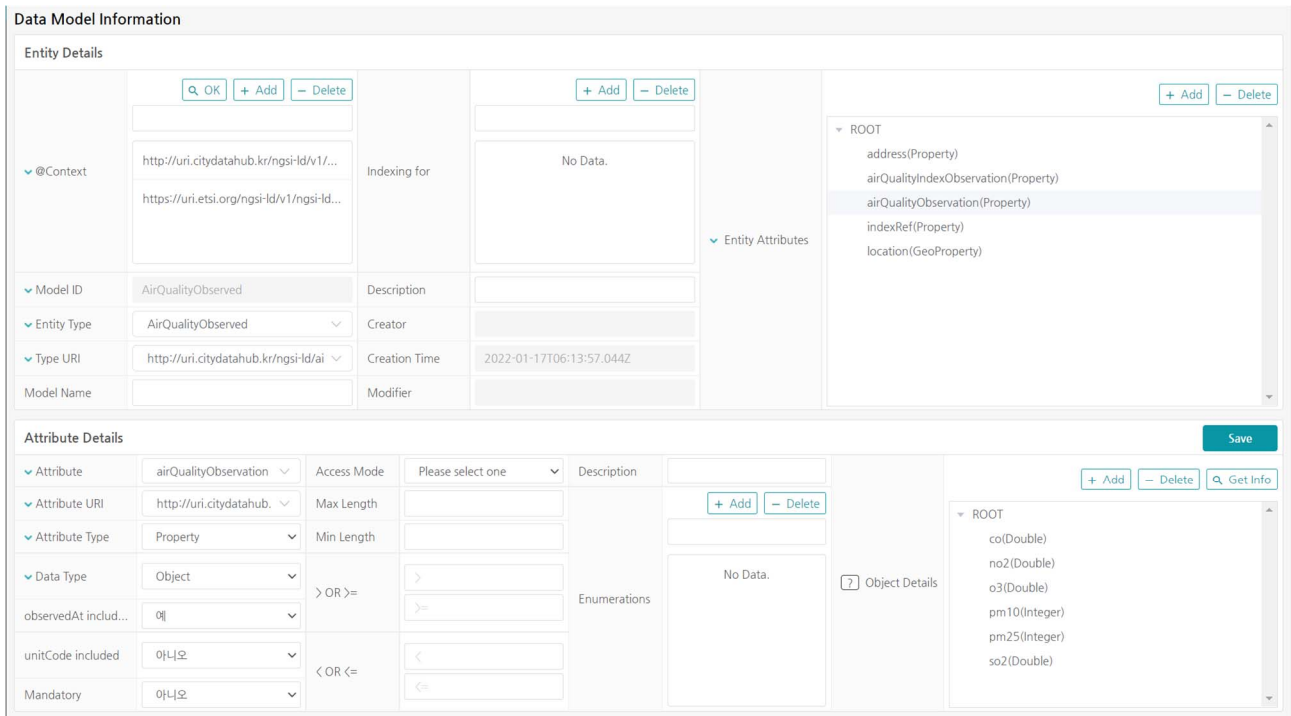 Data Model Information
Entity Details
OK + Add − Delete
@Context
http://uri.citydatahub.kr/ngsi-ld/v1/...
https://uri.etsi.org/ngsi-ld/v1/ngsi-ld...
Indexing for
+ Add − Delete
No Data.
Model ID AirQualityObserved
Description
Entity Type AirQualityObserved
Creator
Type URI http://uri.citydatahub.kr/ngsi-ld/ai
Creation Time 2022-01-17T06:13:57.044Z
Model Name
Modifier
Entity Attributes
+ Add − Delete
ROOT
address(Property)
airQualityIndexObservation(Property)
airQualityObservation(Property)
indexRef(Property)
location(GeoProperty)
Attribute Details
Save
Attribute airQualityObservation
Attribute URI http://uri.citydatahub.
Attribute Type Property
Data Type Object
observedAt includ... 예
unitCode included 아니오
Mandatory 아니오
Access Mode Please select one
Max Length
Min Length
> OR >=
>
>=
< OR <=
<
<=
Description
Enumerations
+ Add − Delete
No Data.
? Object Details
+ Add − Delete Get Info
ROOT
co(Double)
no2(Double)
o3(Double)
pm10(Integer)
pm25(Integer)
so2(Double)